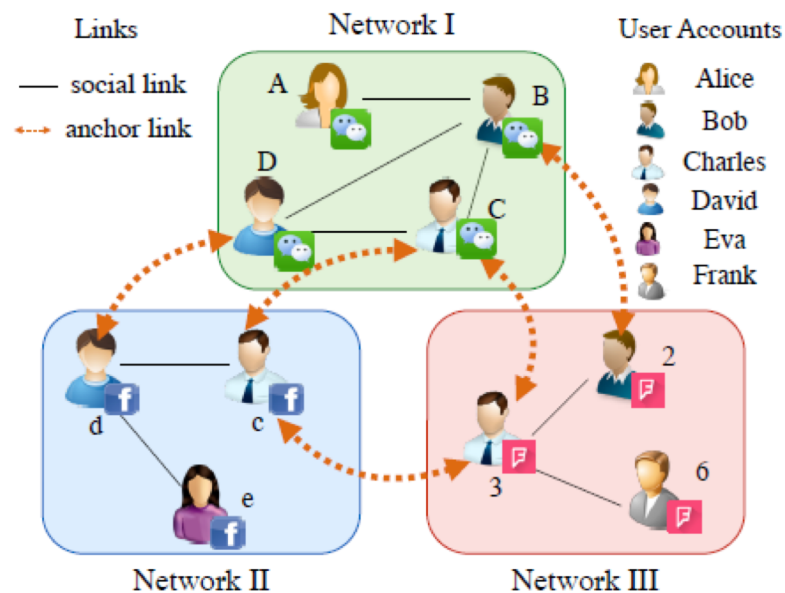 Links
social link
anchor link
Network I
User Accounts
Alice
Bob
Charles
David
Eva
Frank
A
B
D
C
d
c
e
f
f
f
Network II
2
3
6
Network III